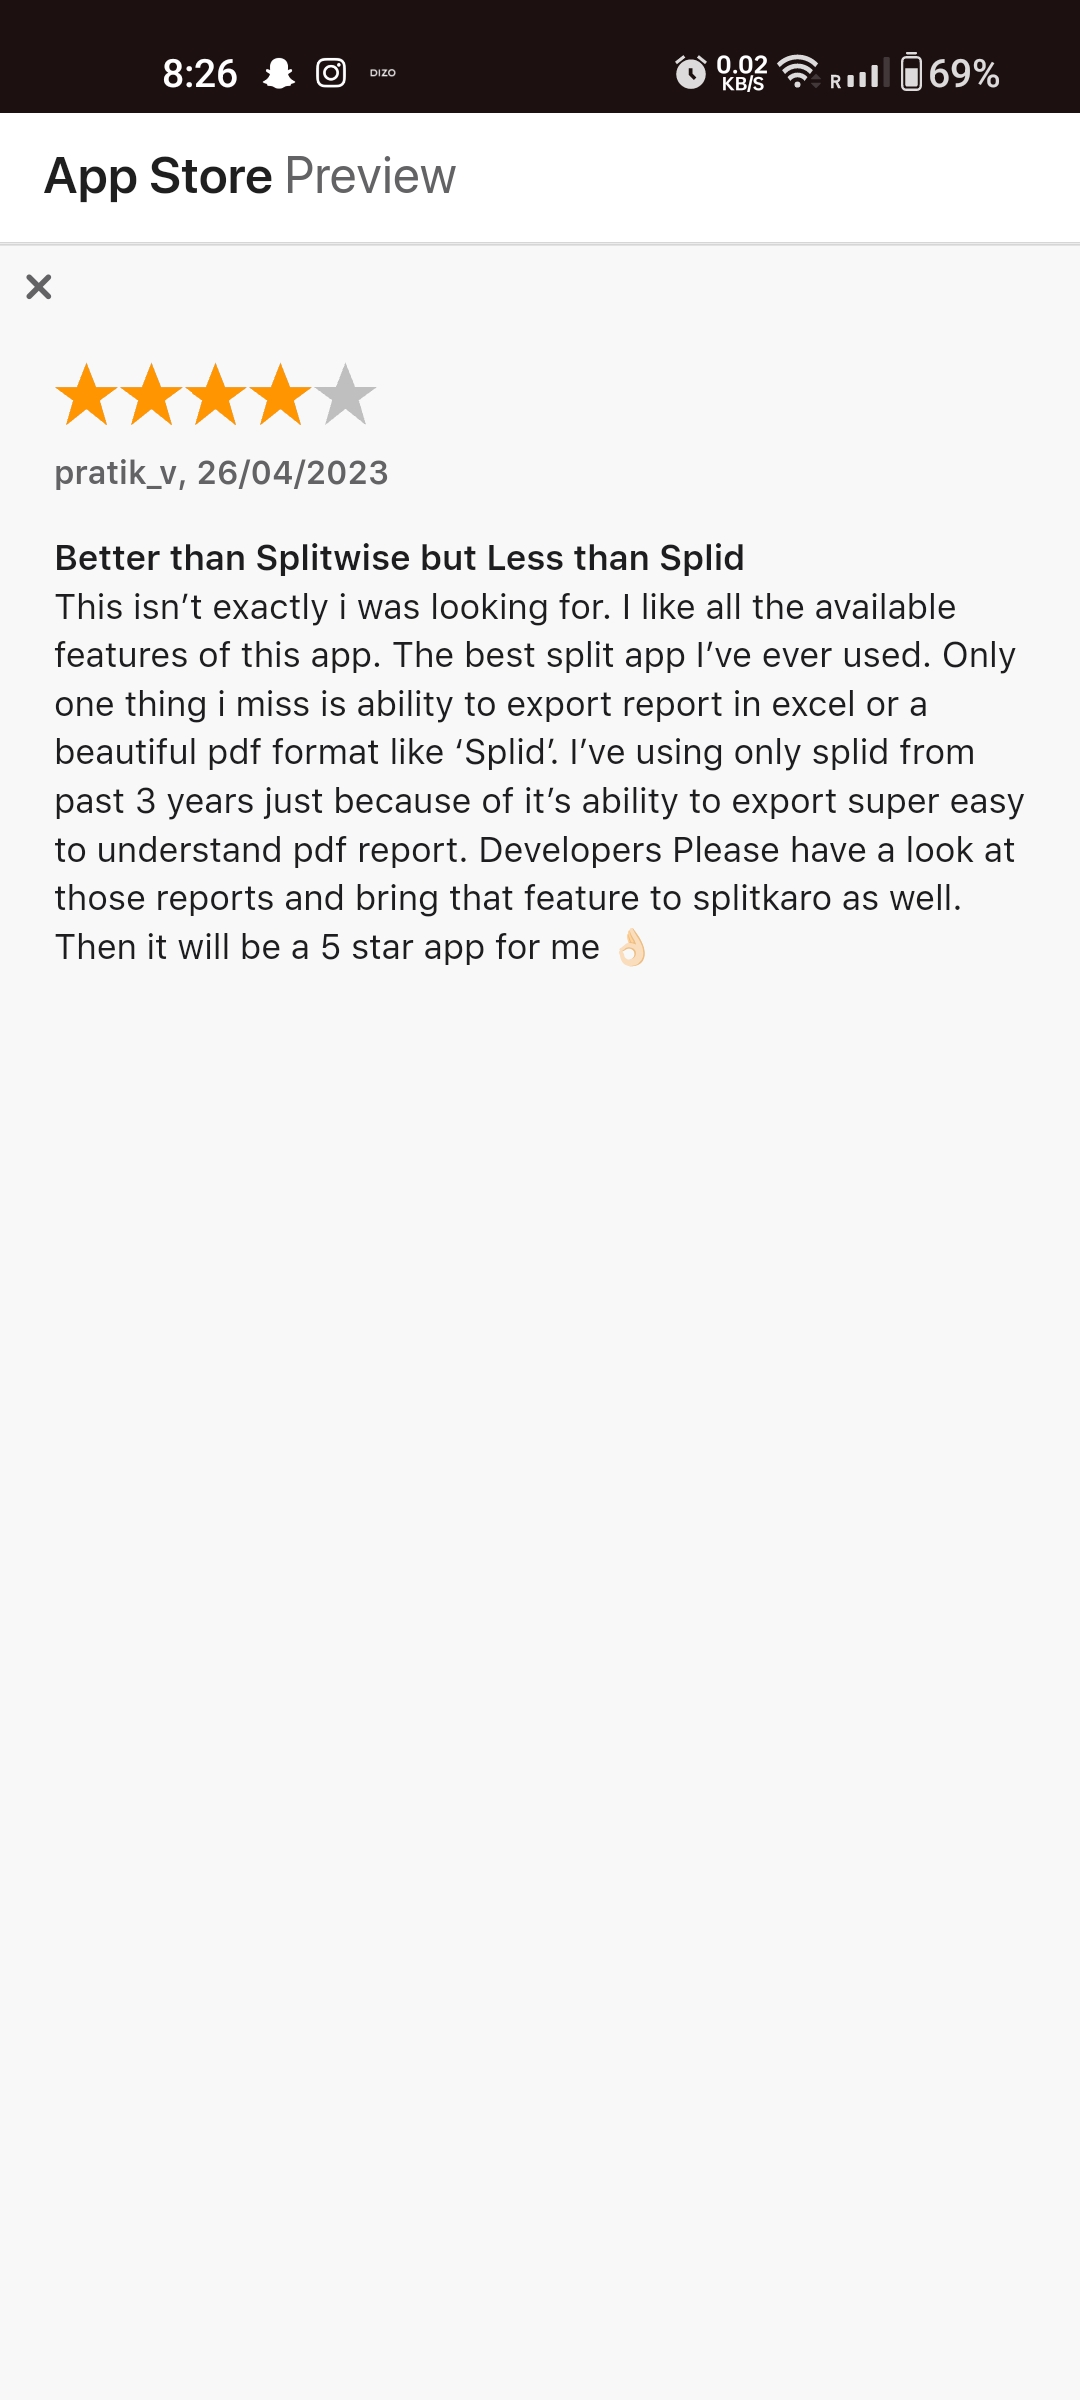 8:26 DIZO 0.02 KB/S R 69%
App Store Preview
pratik_v, 26/04/2023
Better than Splitwise but Less than Splid
This isn’t exactly i was looking for. I like all the available
features of this app. The best split app I’ve ever used. Only
one thing i miss is ability to export report in excel or a
beautiful pdf format like ‘Splid’. I’ve using only splid from
past 3 years just because of it’s ability to export super easy
to understand pdf report. Developers Please have a look at
those reports and bring that feature to splitkaro as well.
Then it will be a 5 star app for me 👌🏻